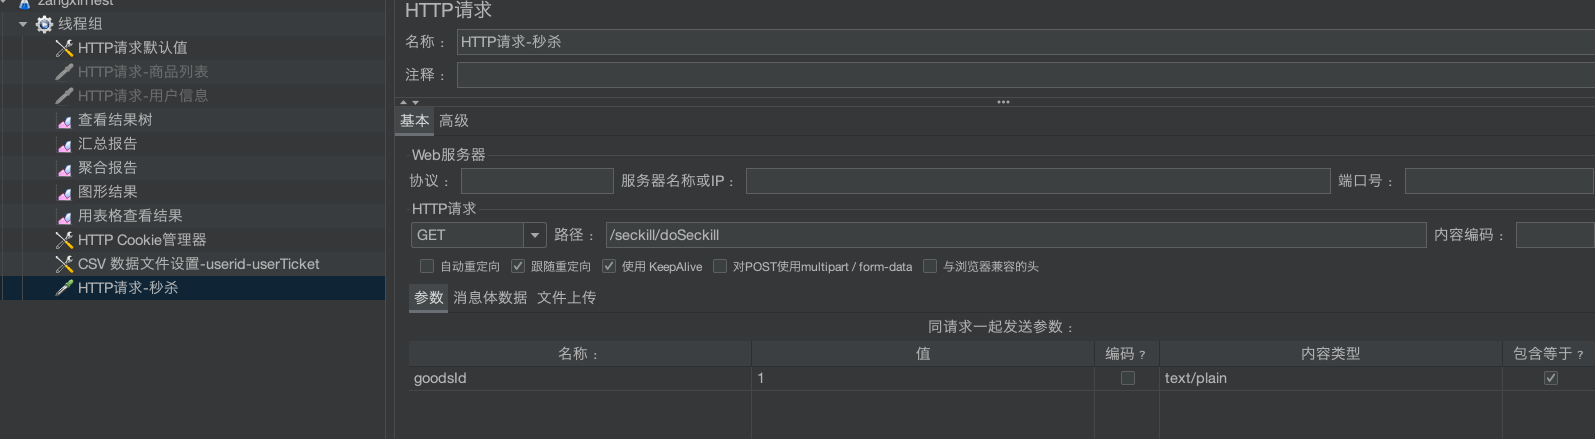 zangxinTest
线程组
HTTP请求默认值
HTTP请求-商品列表
HTTP请求-用户信息
查看结果树
汇总报告
聚合报告
图形结果
用表格查看结果
HTTP Cookie管理器
CSV 数据文件设置-userid-userTicket
HTTP请求-秒杀
HTTP请求
名称： HTTP请求-秒杀
注释：
基本 高级
Web服务器
协议： 服务器名称或IP： 端口号：
HTTP请求
GET 路径： /seckill/doSeckill 内容编码：
自动重定向 跟随重定向 使用 KeepAlive 对POST使用multipart / form-data 与浏览器兼容的头
参数 消息体数据 文件上传
同请求一起发送参数：
名称： 值 编码？ 内容类型 包含等于？
goodsId 1 text/plain